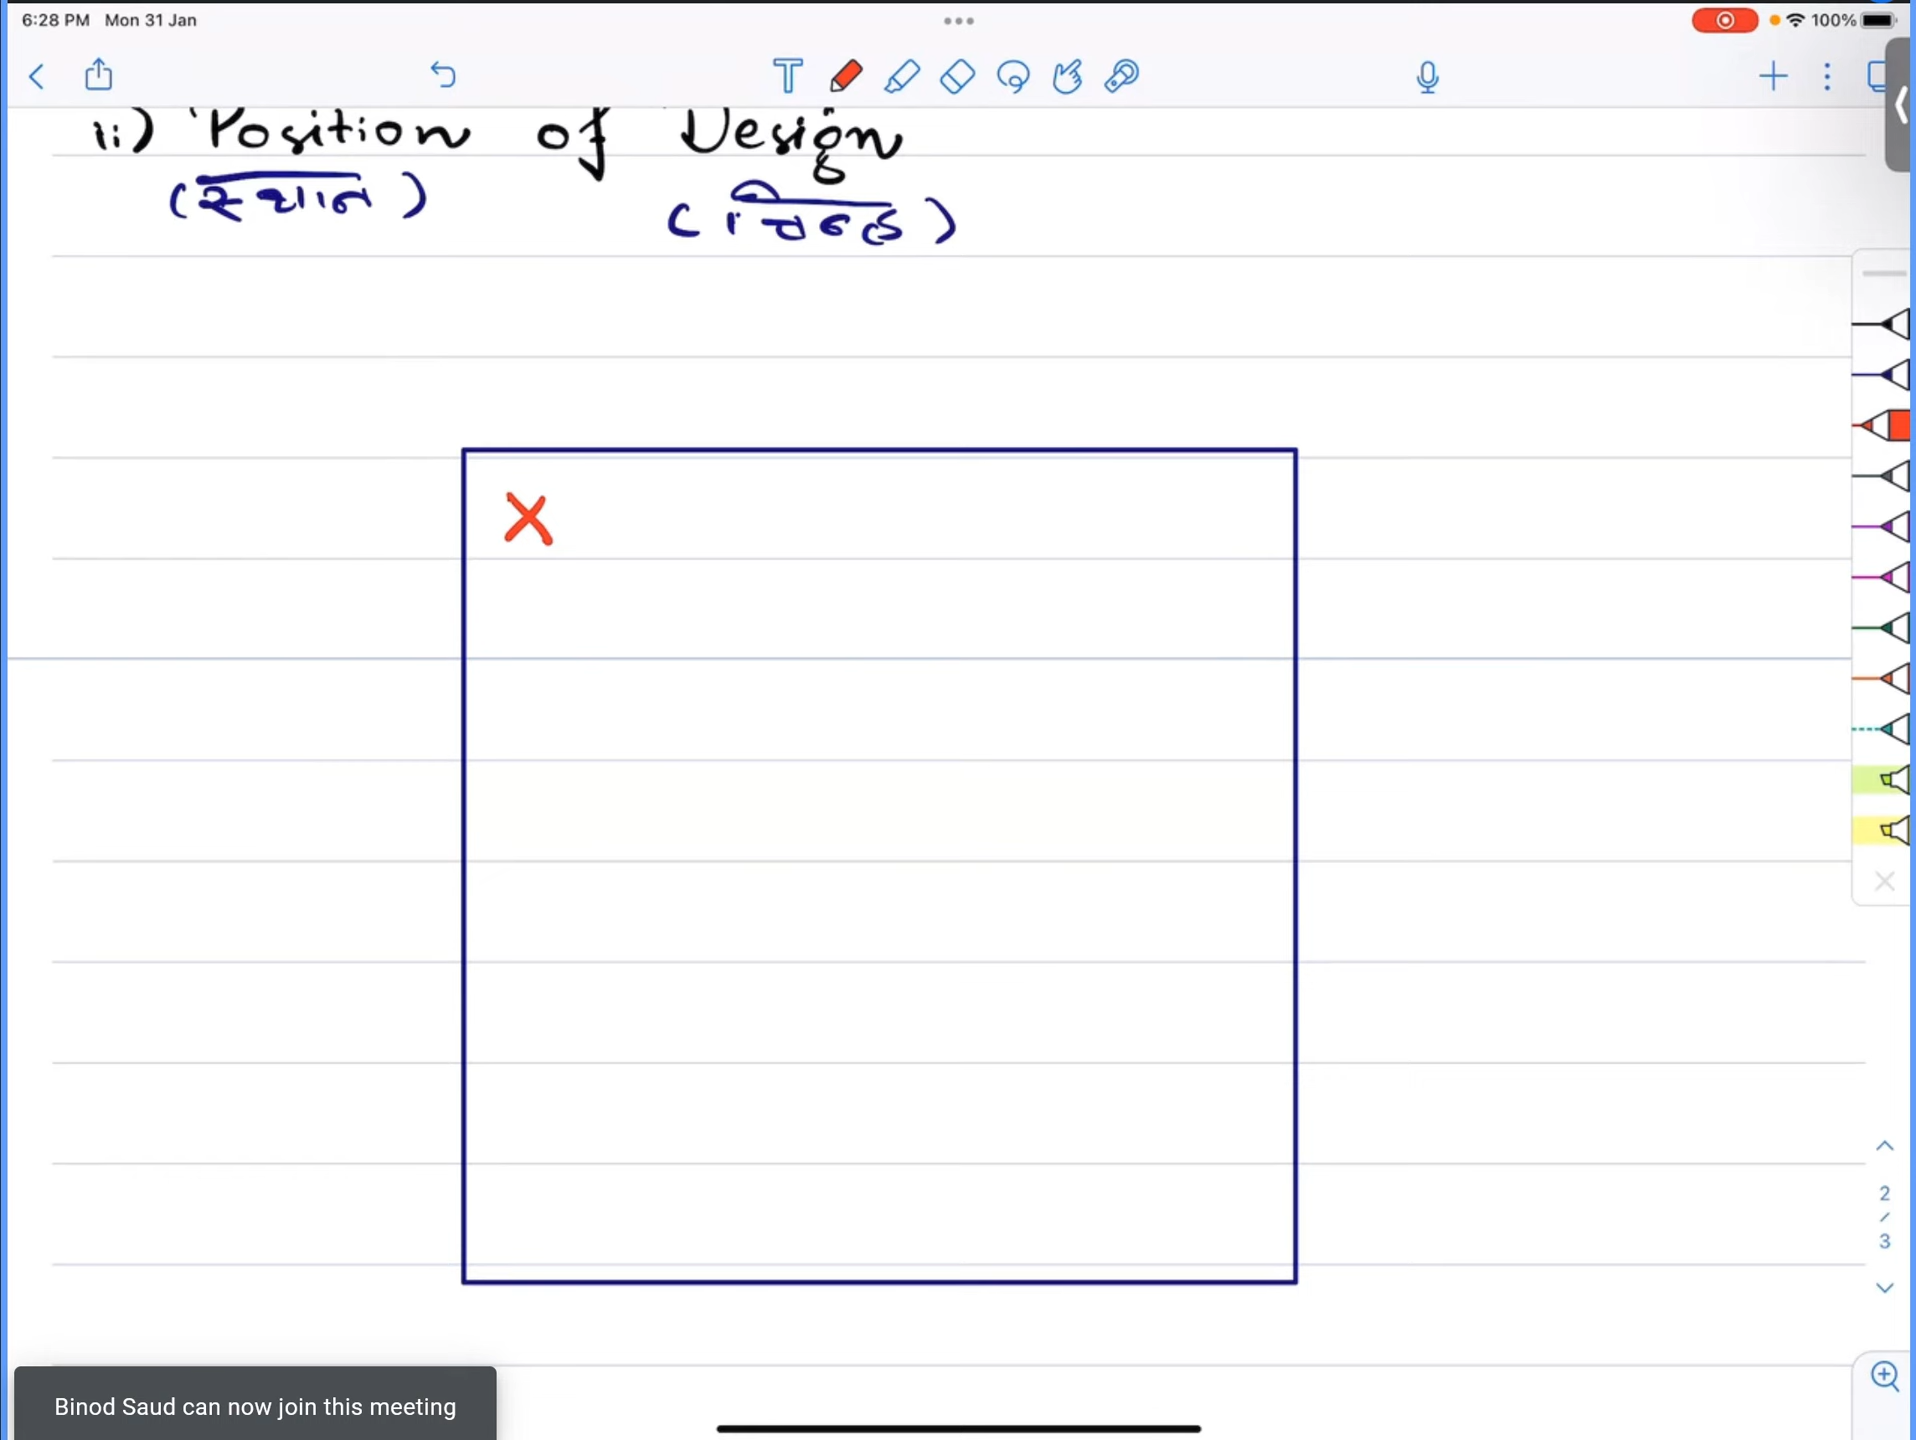 6:28 PM Mon 31 Jan
100%
ii) Position of Design
(स्थान)
X
2
/
3
Binod Saud can now join this meeting